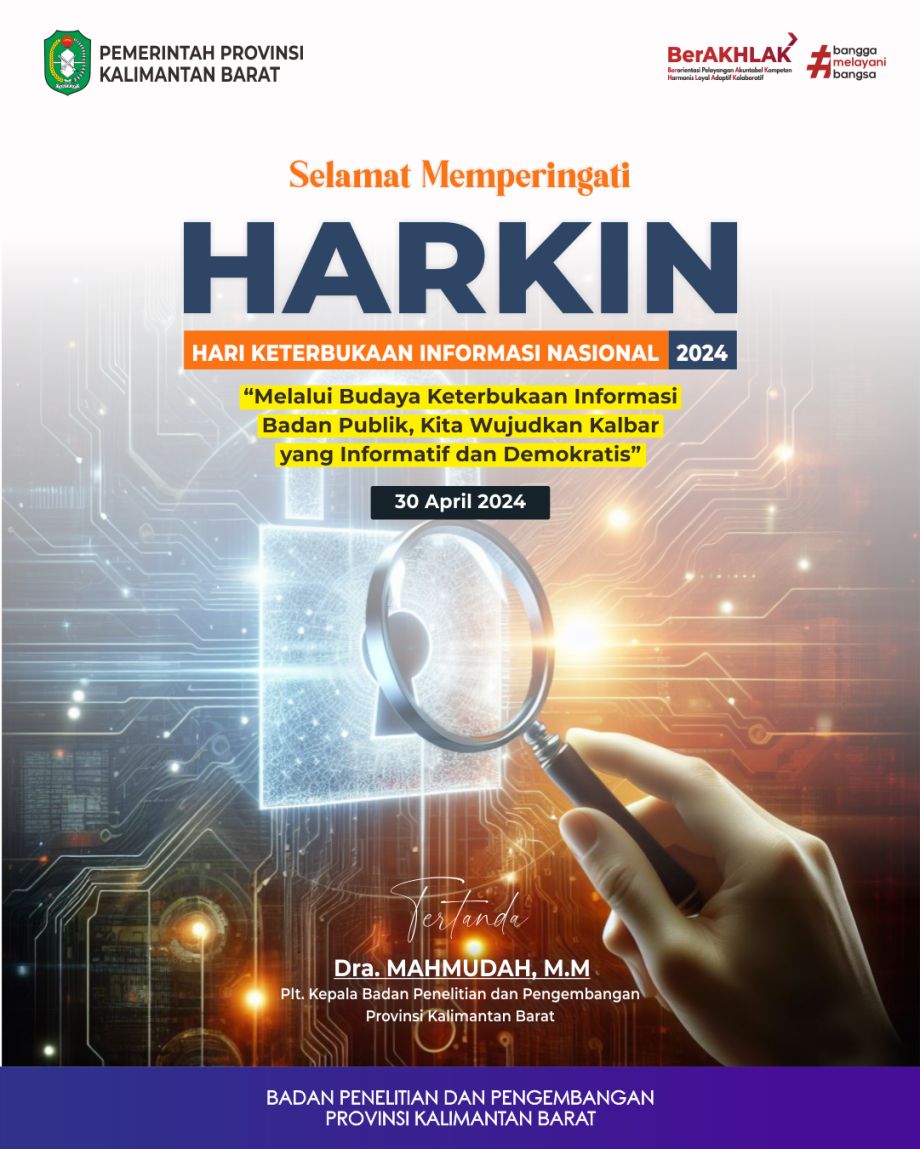 PEMERINTAH PROVINSI
KALIMANTAN BARAT
BerAKHLAK
Berorientasi Pelayanan Akuntabel Kompeten
Harmonis Loyal Adaptif Kolaboratif
#bangga
melayani
bangsa
Selamat Memperingati
HARKIN
HARI KETERBUKAAN INFORMASI NASIONAL 2024
“Melalui Budaya Keterbukaan Informasi
Badan Publik, Kita Wujudkan Kalbar
yang Informatif dan Demokratis”
30 April 2024
Tertanda
Dra. MAHMUDAH, M.M
Plt. Kepala Badan Penelitian dan Pengembangan
Provinsi Kalimantan Barat
BADAN PENELITIAN DAN PENGEMBANGAN
PROVINSI KALIMANTAN BARAT